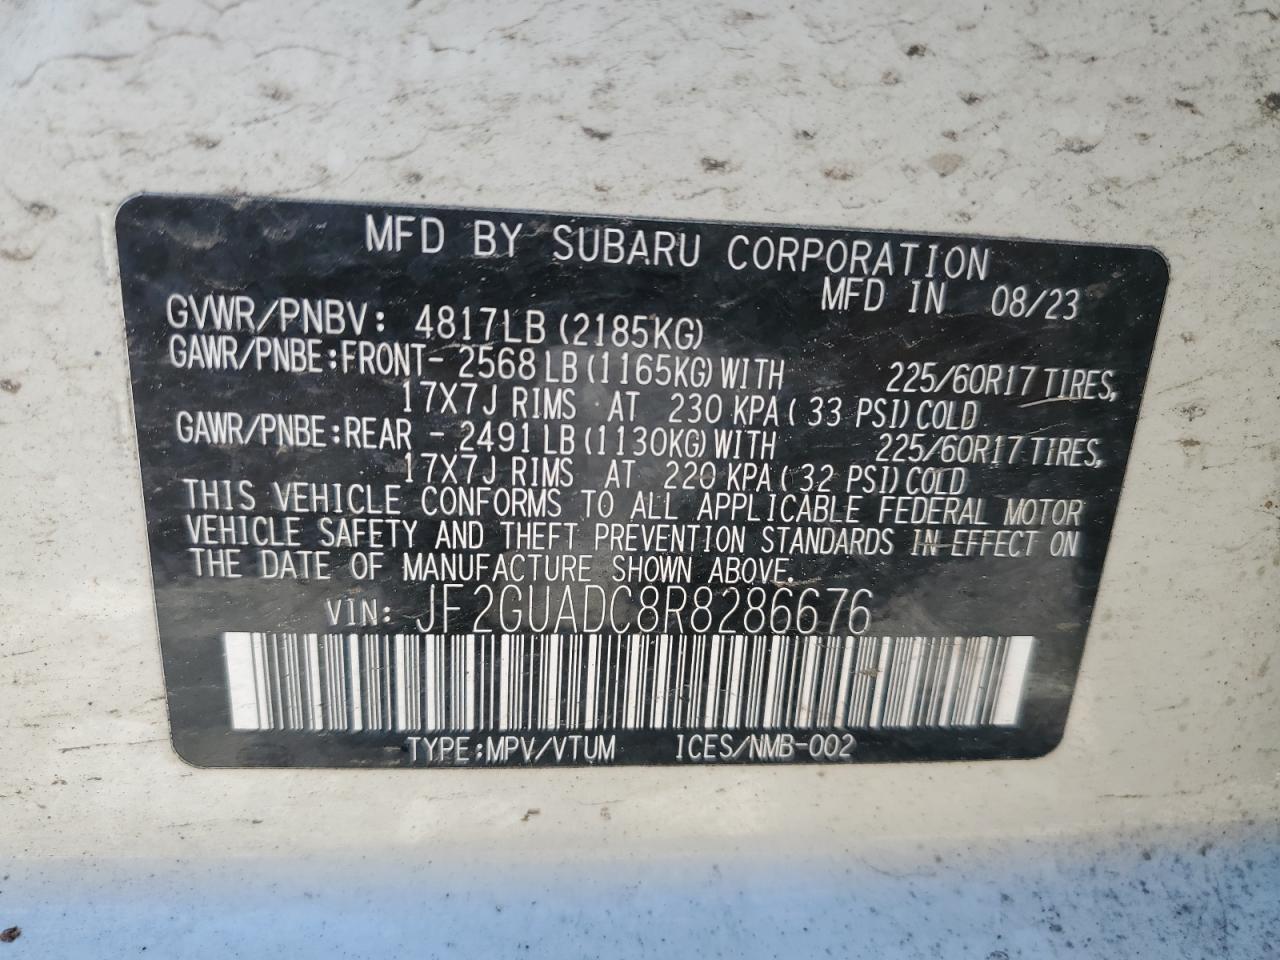 MFD BY SUBARU CORPORATION
MFD IN 08/23
GVWR/PNBV: 4817LB (2185KG)
GAWR/PNBE:FRONT- 2568 LB (1165KG) WITH 225/60R17 TIRES,
17X7J RIMS AT 230 KPA ( 33 PSI) COLD
GAWR/PNBE:REAR - 2491 LB (1130KG) WITH 225/60R17 TIRES,
17X7J RIMS AT 220 KPA ( 32 PSI) COLD
THIS VEHICLE CONFORMS TO ALL APPLICABLE FEDERAL MOTOR
VEHICLE SAFETY AND THEFT PREVENTION STANDARDS IN EFFECT ON
THE DATE OF MANUFACTURE SHOWN ABOVE.
VIN: JF2GUADC8R8286676
TYPE:MPV/VTUM ICES/NMB-002